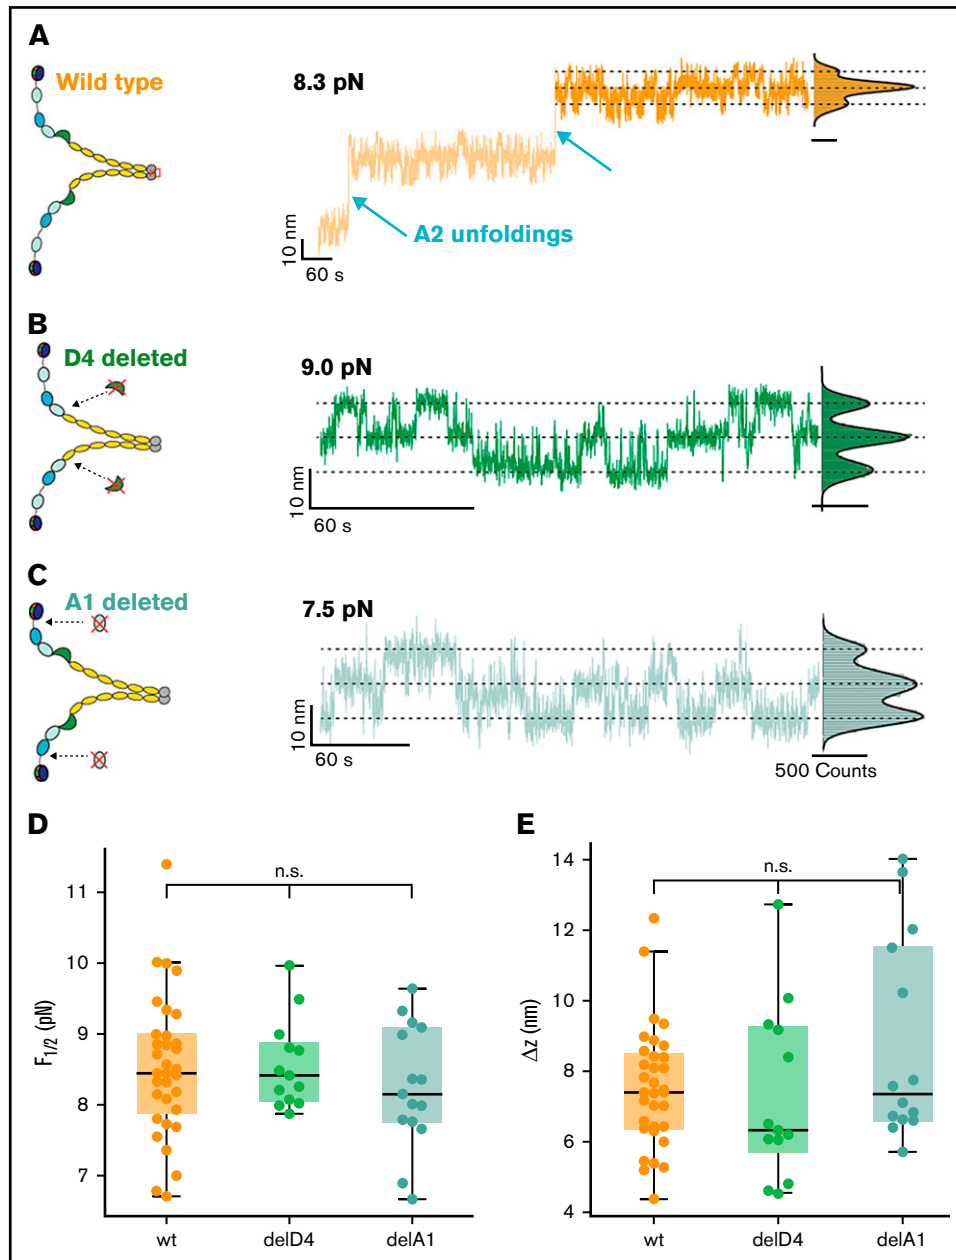 A
Wild type
8.3 pN
A2 unfoldings
10 nm
60 s
B
D4 deleted
9.0 pN
10 nm
60 s
C
A1 deleted
7.5 pN
10 nm
60 s
500 Counts
D
n.s.
11
10
9
8
7
F1/2 (pN)
wt
delD4
delA1
E
n.s.
14
12
10
8
6
4
Δz (nm)
wt
delD4
delA1